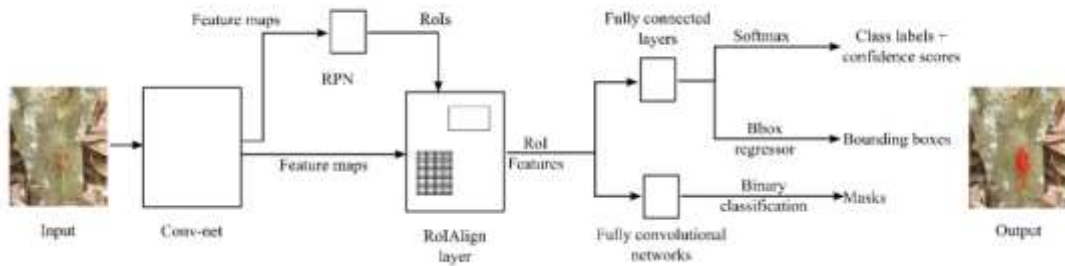 Feature maps
RoIs
RPN
Fully connected
layers
Softmax
Class labels +
confidence scores
Feature maps
RoI
Features
Bbox
regressor
Bounding boxes
Binary
classification
Masks
Input
Conv-net
RoIAlign
layer
Fully convolutional
networks
Output